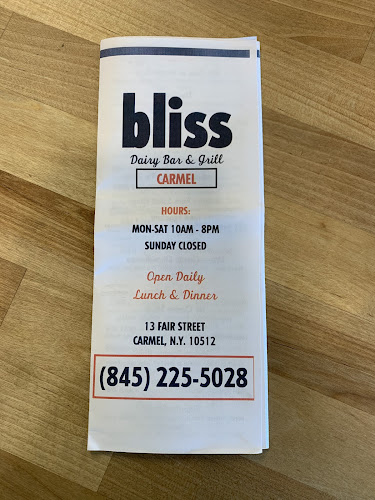 bliss
Dairy Bar & Grill
CARMEL
HOURS:
MON-SAT 10AM - 8PM
SUNDAY CLOSED
Open Daily
Lunch & Dinner
13 FAIR STREET
CARMEL, N.Y. 10512
(845) 225-5028